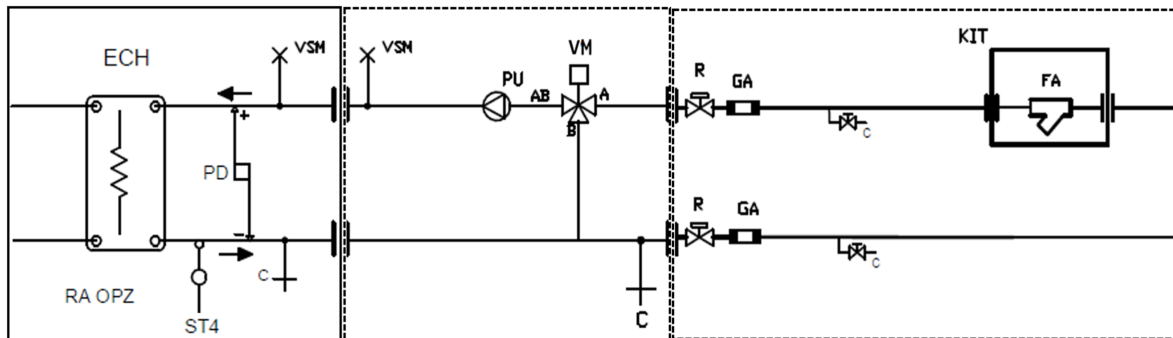 ECH
VSM
VSM
PU
AB
VM
A
B
R
GA
C
KIT
FA
+
PD
-
C
RA OPZ
ST4
C
R
GA
C